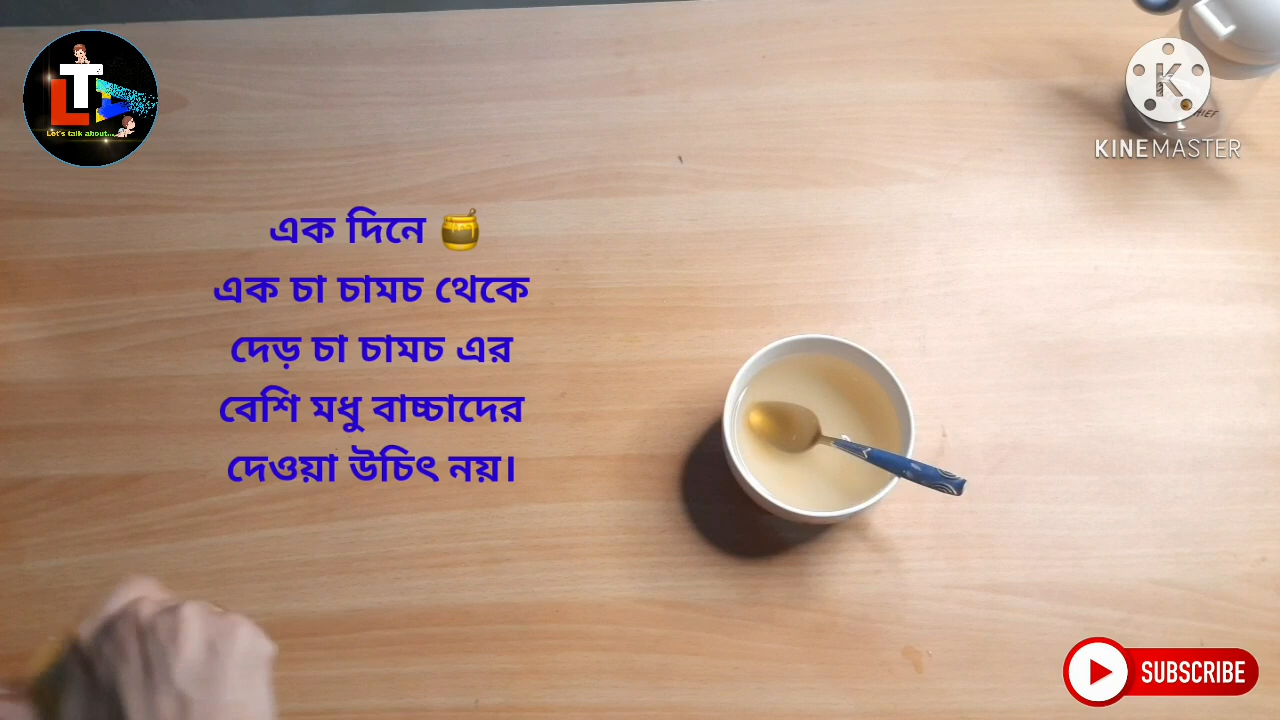 Let's talk about...
KINEMASTER
এক দিনে 🍯
এক চা চামচ থেকে
দেড় চা চামচ এর
বেশি মধু বাচ্চাদের
দেওয়া উচিৎ নয়।
SUBSCRIBE